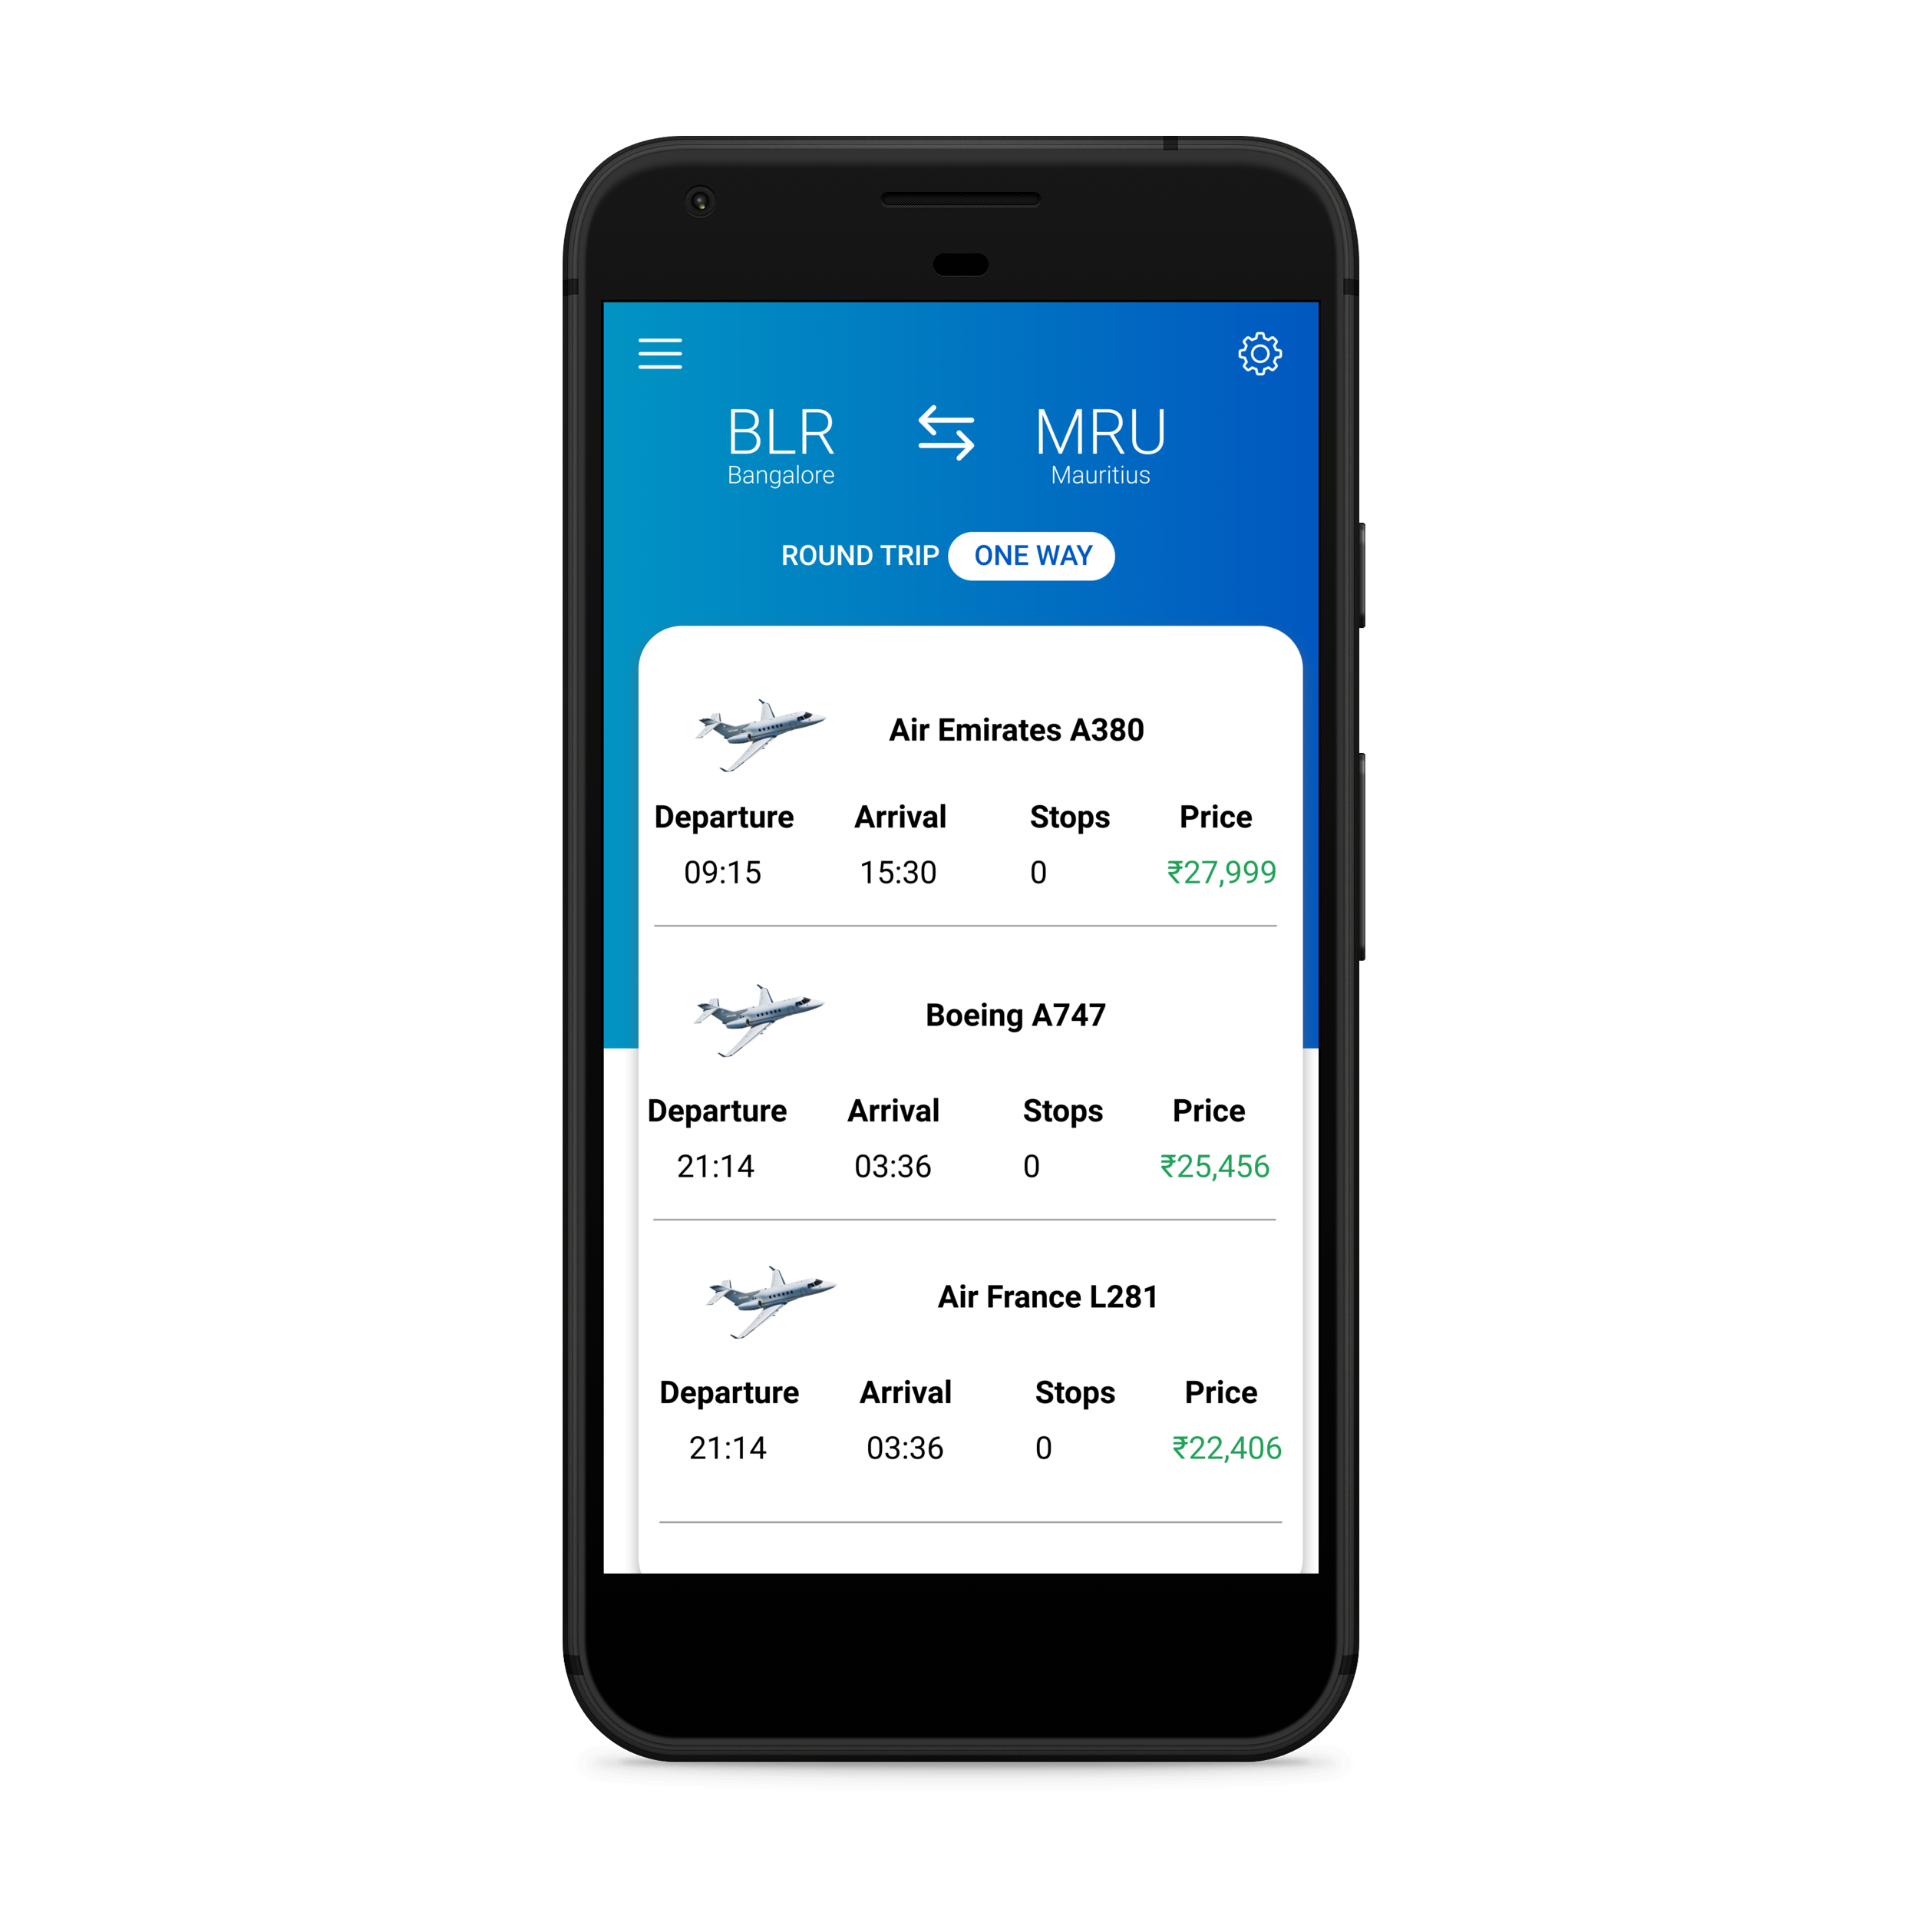 BLR MRU
Bangalore Mauritius
ROUND TRIP ONE WAY
Air Emirates A380
Departure Arrival Stops Price
09:15 15:30 0 ₹27,999
Boeing A747
Departure Arrival Stops Price
21:14 03:36 0 ₹25,456
Air France L281
Departure Arrival Stops Price
21:14 03:36 0 ₹22,406